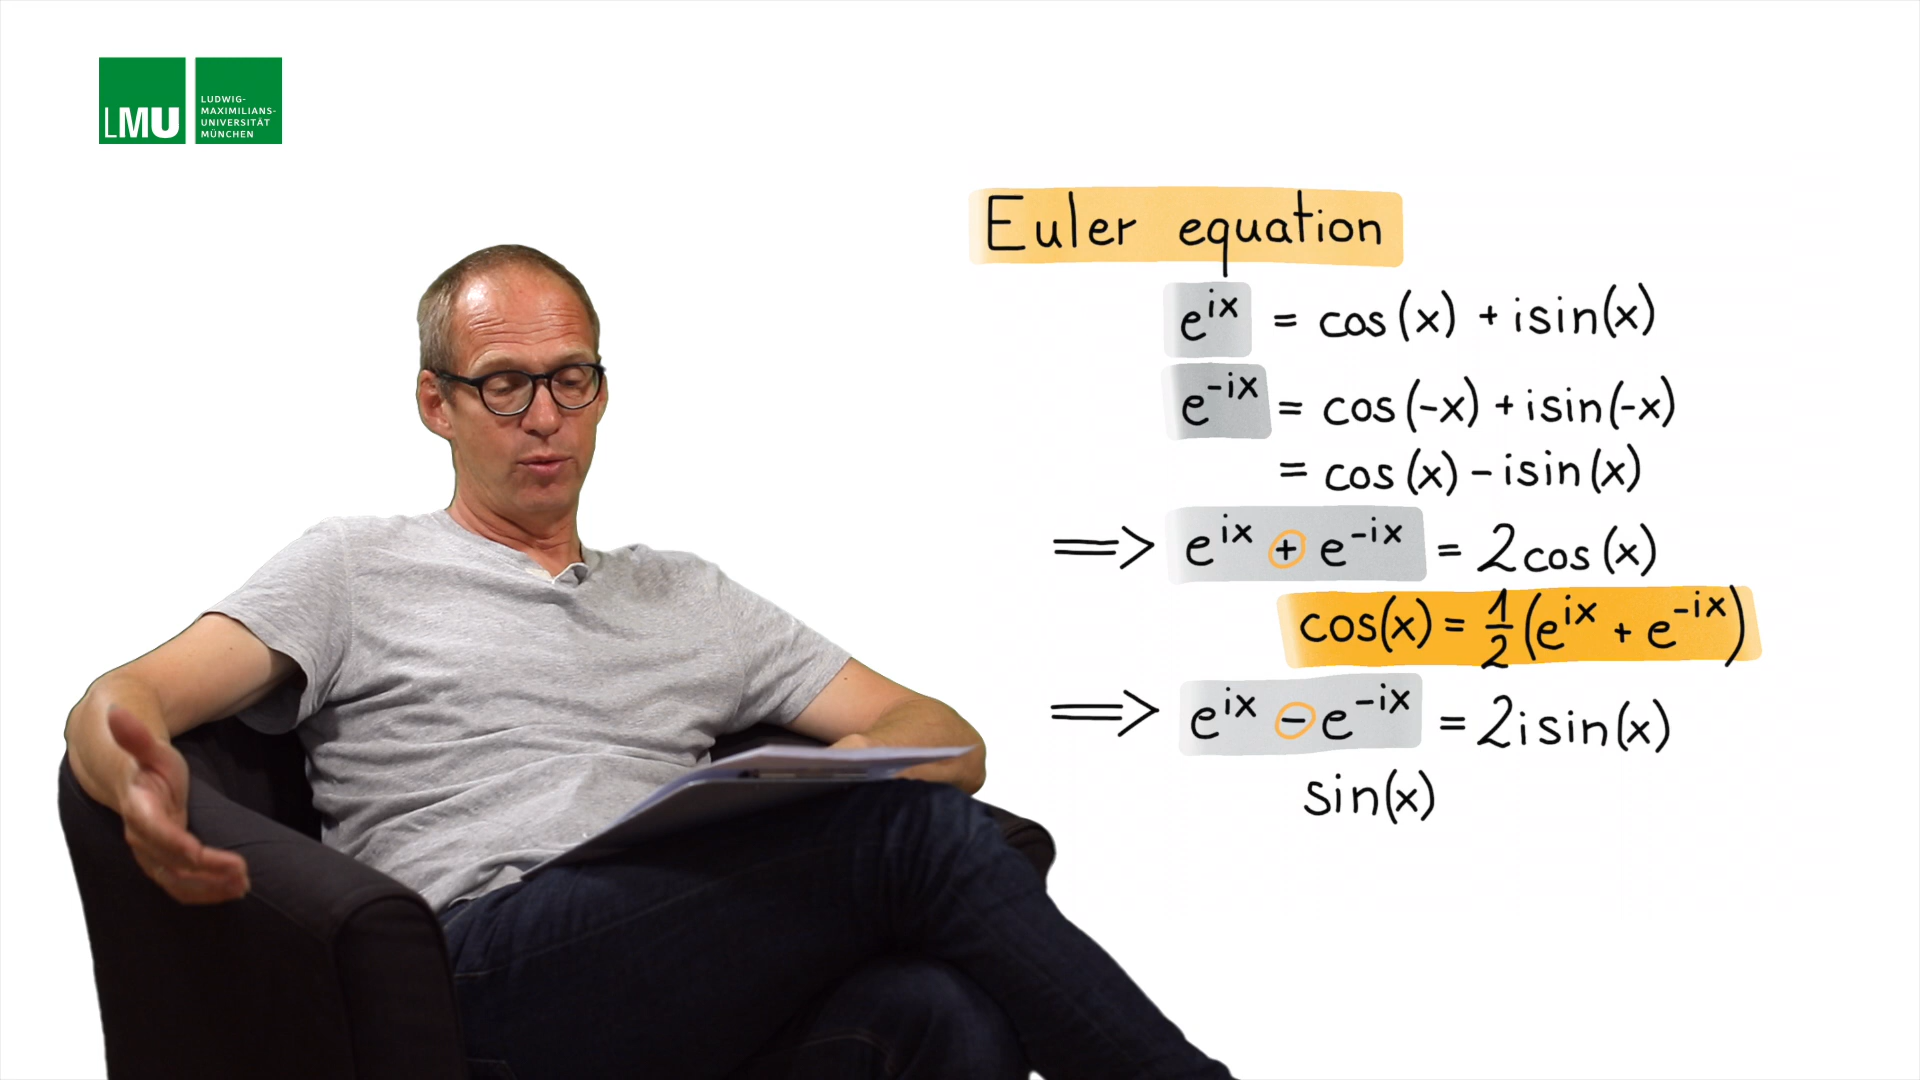 LMU
LUDWIG-
MAXIMILIANS-
UNIVERSITÄT
MÜNCHEN
Euler equation
e^{ix} = cos(x) + isin(x)
e^{-ix} = cos(-x) + isin(-x)
= cos(x) - isin(x)
⟹ e^{ix} + e^{-ix} = 2cos(x)
cos(x) = 1/2 (e^{ix} + e^{-ix})
⟹ e^{ix} - e^{-ix} = 2isin(x)
sin(x)